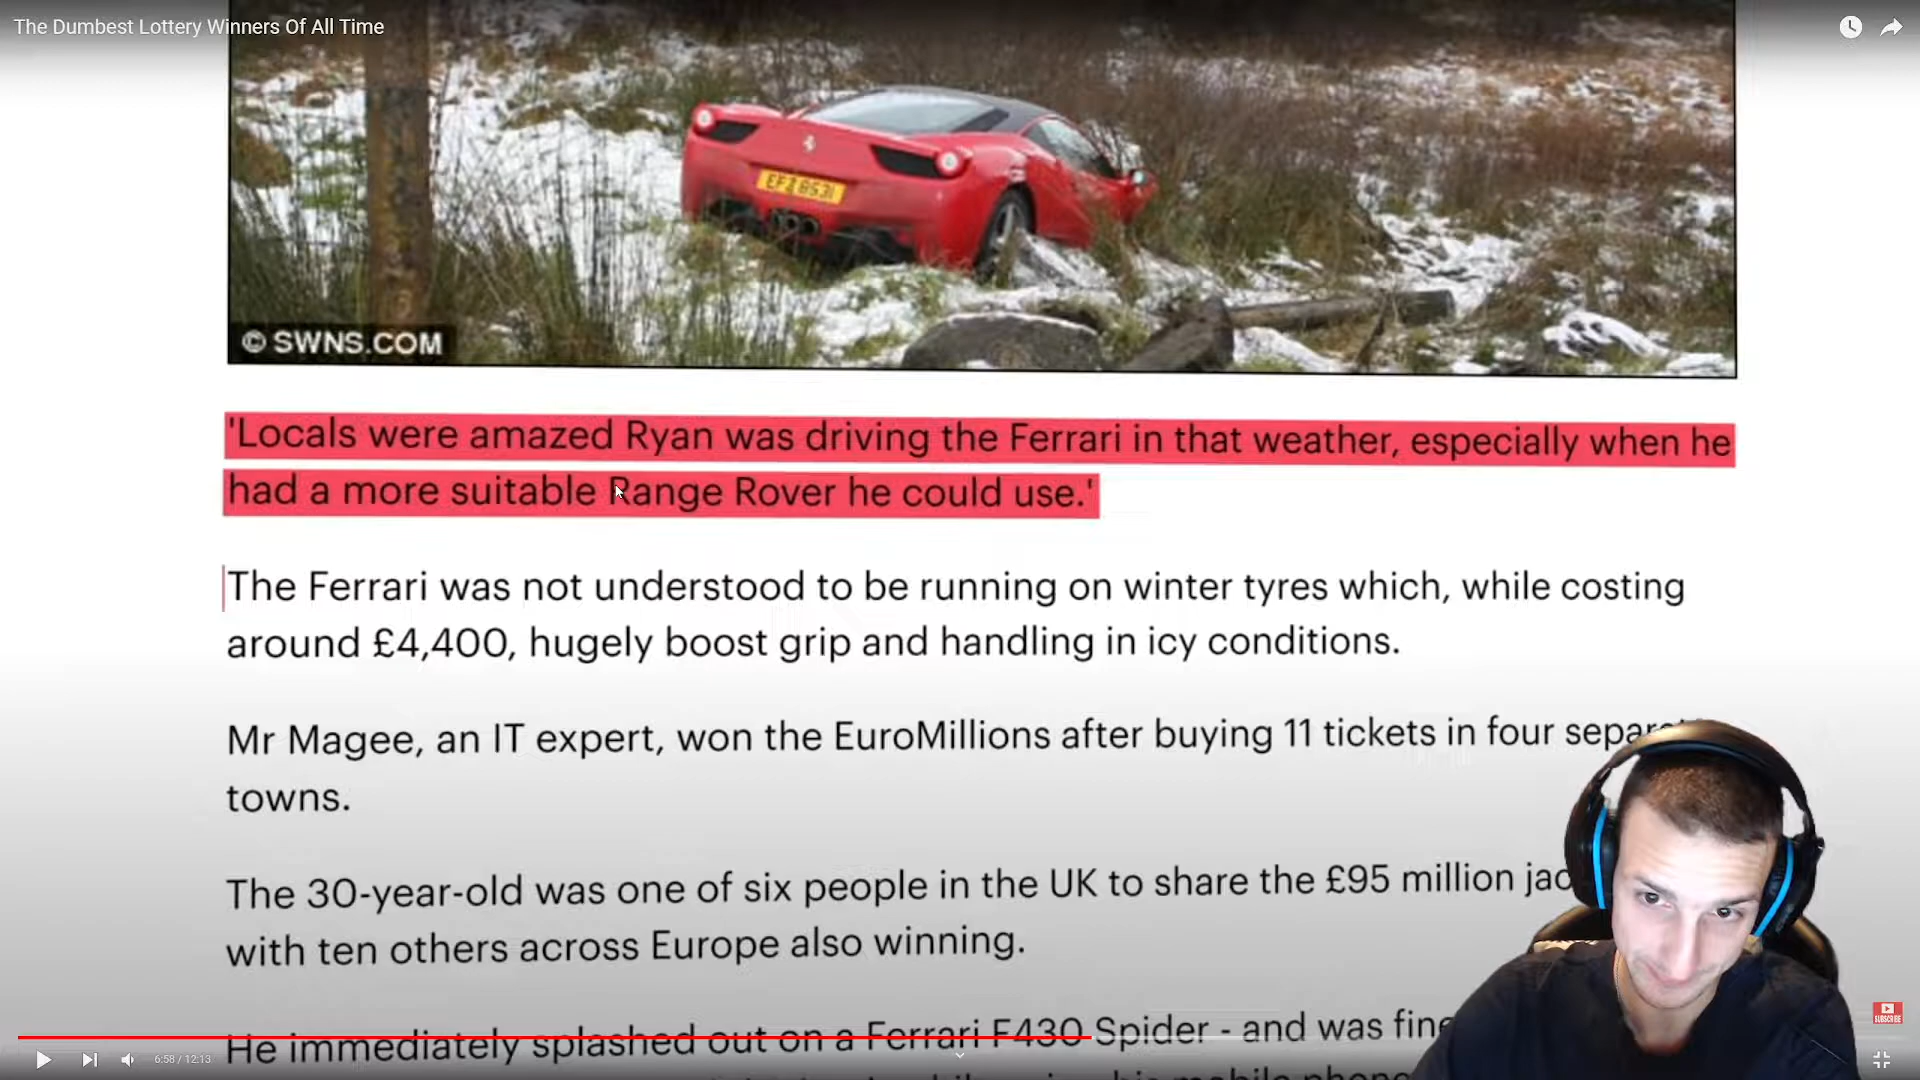 The Dumbest Lottery Winners Of All Time
© SWNS.COM
'Locals were amazed Ryan was driving the Ferrari in that weather, especially when he
had a more suitable Range Rover he could use.'
The Ferrari was not understood to be running on winter tyres which, while costing
around £4,400, hugely boost grip and handling in icy conditions.
Mr Magee, an IT expert, won the EuroMillions after buying 11 tickets in four
towns.
The 30-year-old was one of six people in the UK to share the £95 million
with ten others across Europe also winning.
He immediately splashed out on a Ferrari F430 Spider - and was
his mobile phone
6:58 / 12:13
SUBSCRIBE